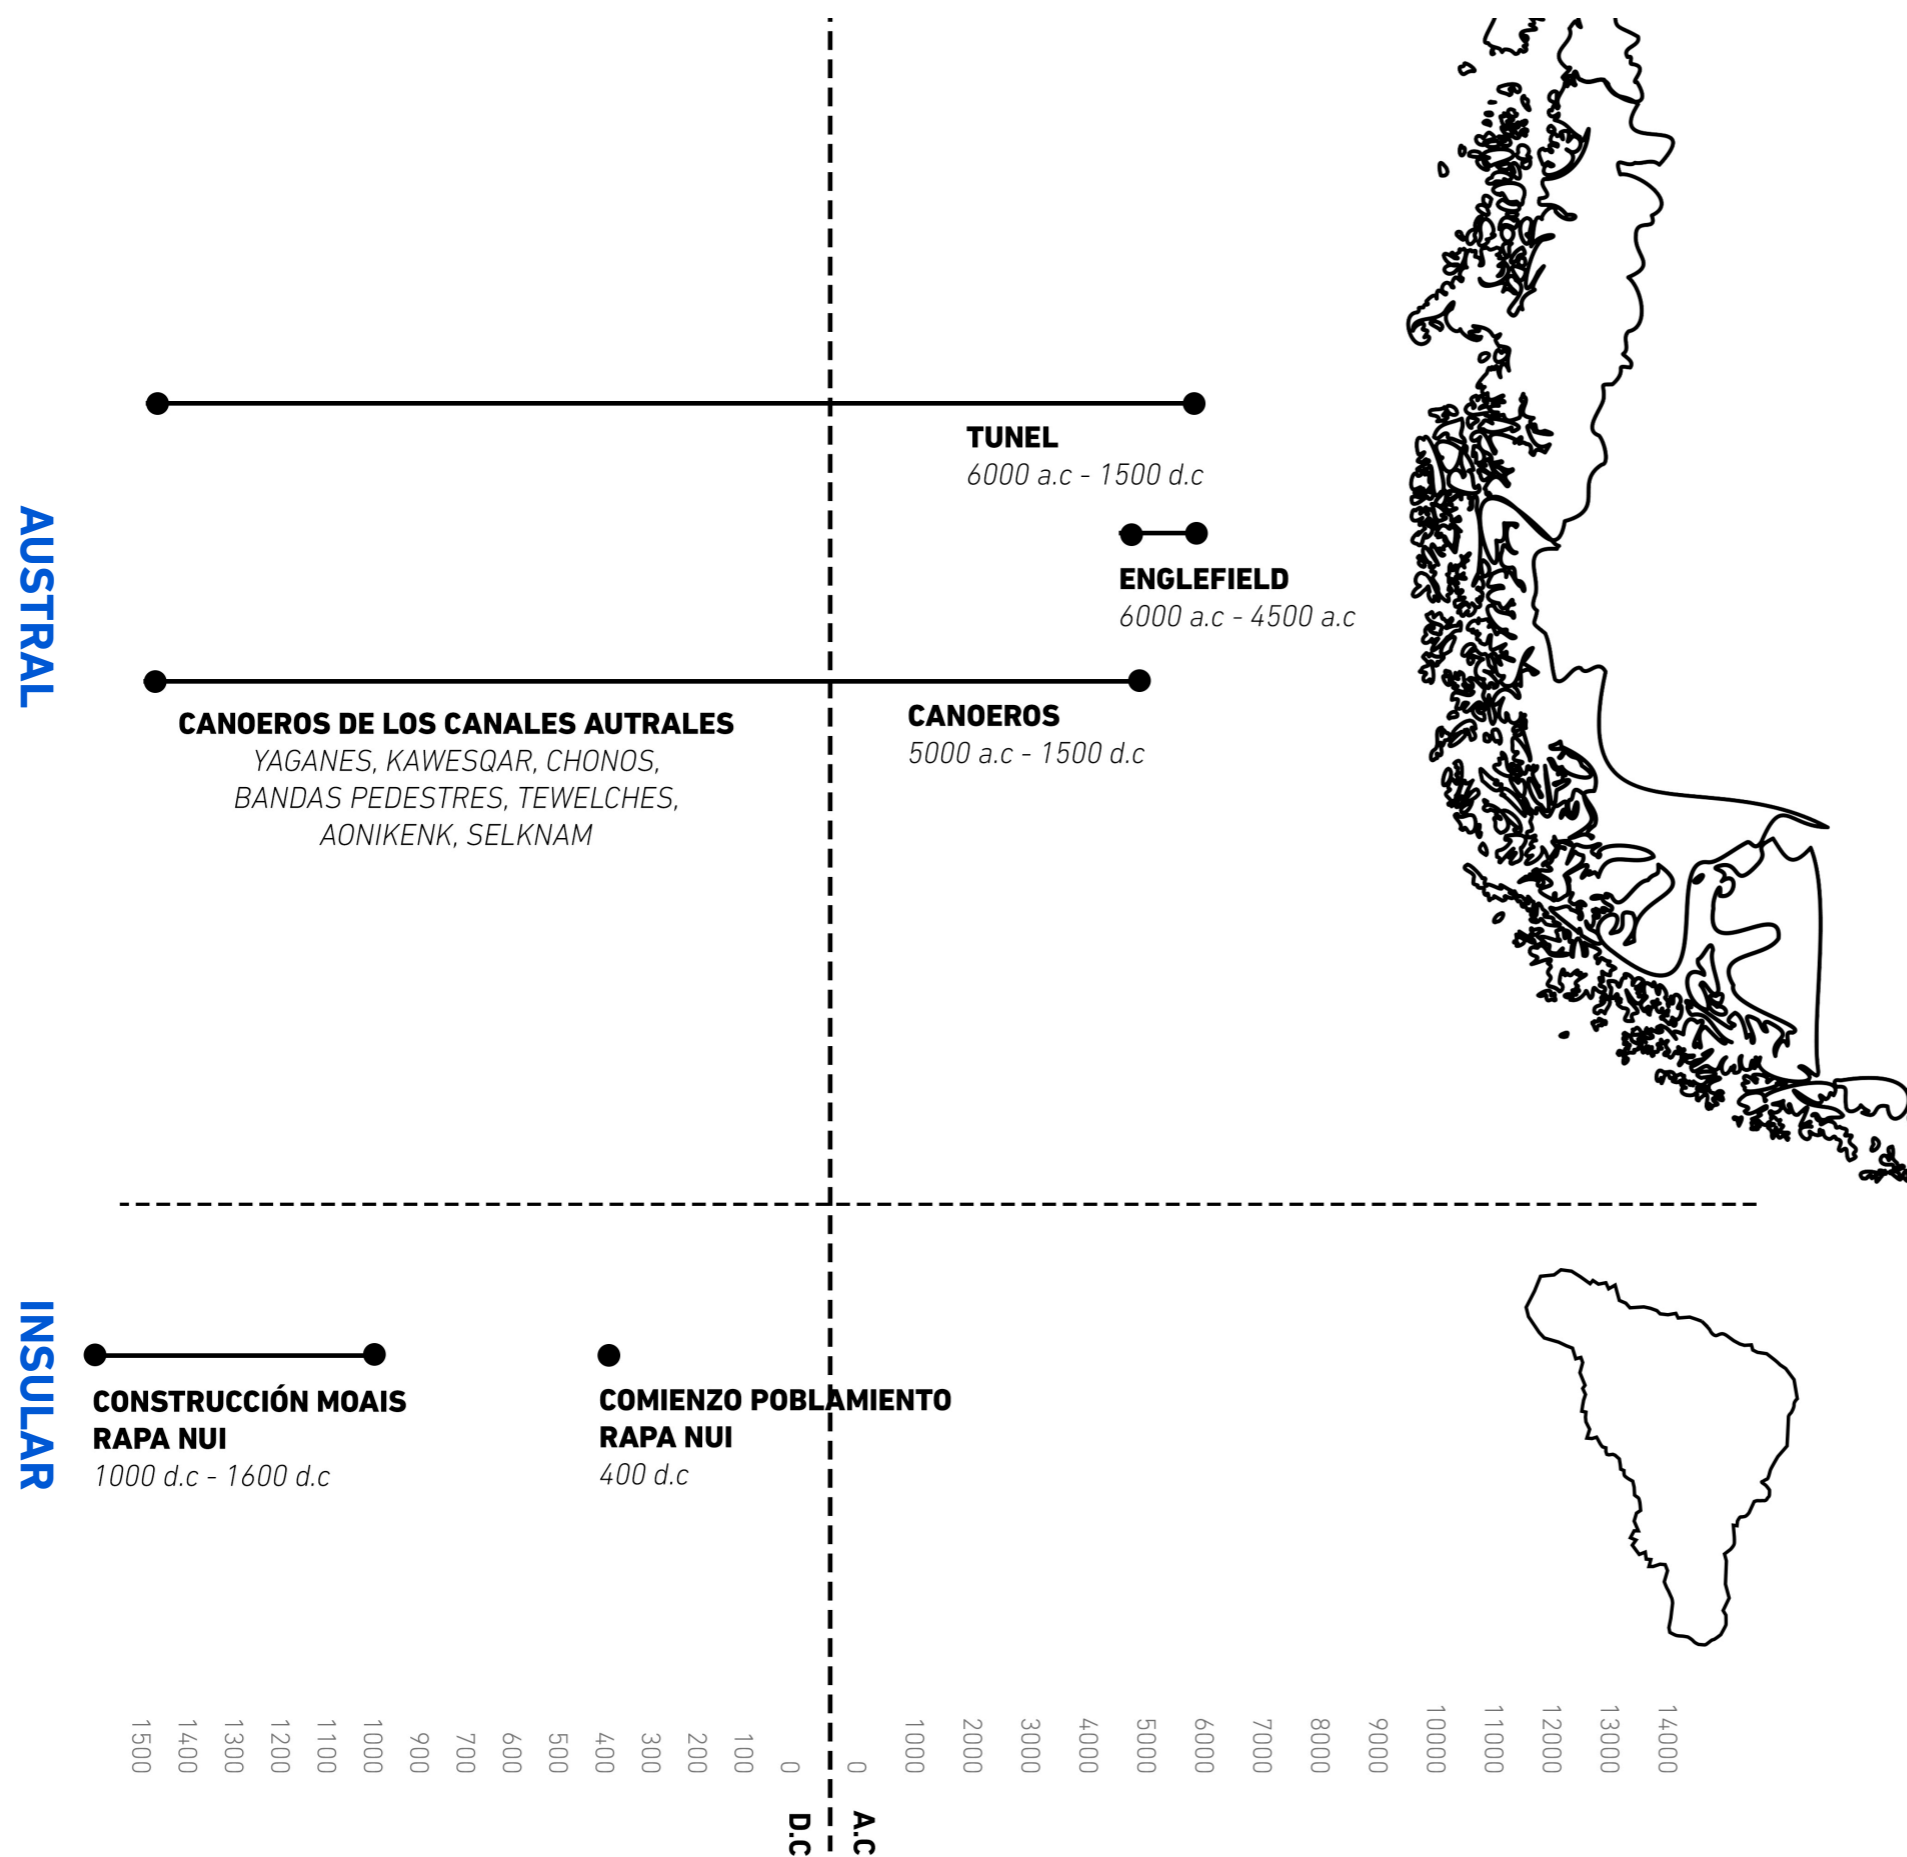 AUSTRAL
TUNEL
6000 a.c - 1500 d.c
ENGLEFIELD
6000 a.c - 4500 a.c
CANOEROS DE LOS CANALES AUTRALES
YAGANES, KAWESQAR, CHONOS,
BANDAS PEDESTRES, TEWELCHES,
AONIKENK, SELKNAM
CANOEROS
5000 a.c - 1500 d.c
INSULAR
CONSTRUCCIÓN MOAIS
RAPA NUI
1000 d.c - 1600 d.c
COMIENZO POBLAMIENTO
RAPA NUI
400 d.c
1500
1400
1300
1200
1100
1000
900
700
600
500
400
300
200
100
0
0
1000
2000
3000
4000
5000
6000
7000
8000
9000
10000
11000
12000
13000
14000
D.C
A.C